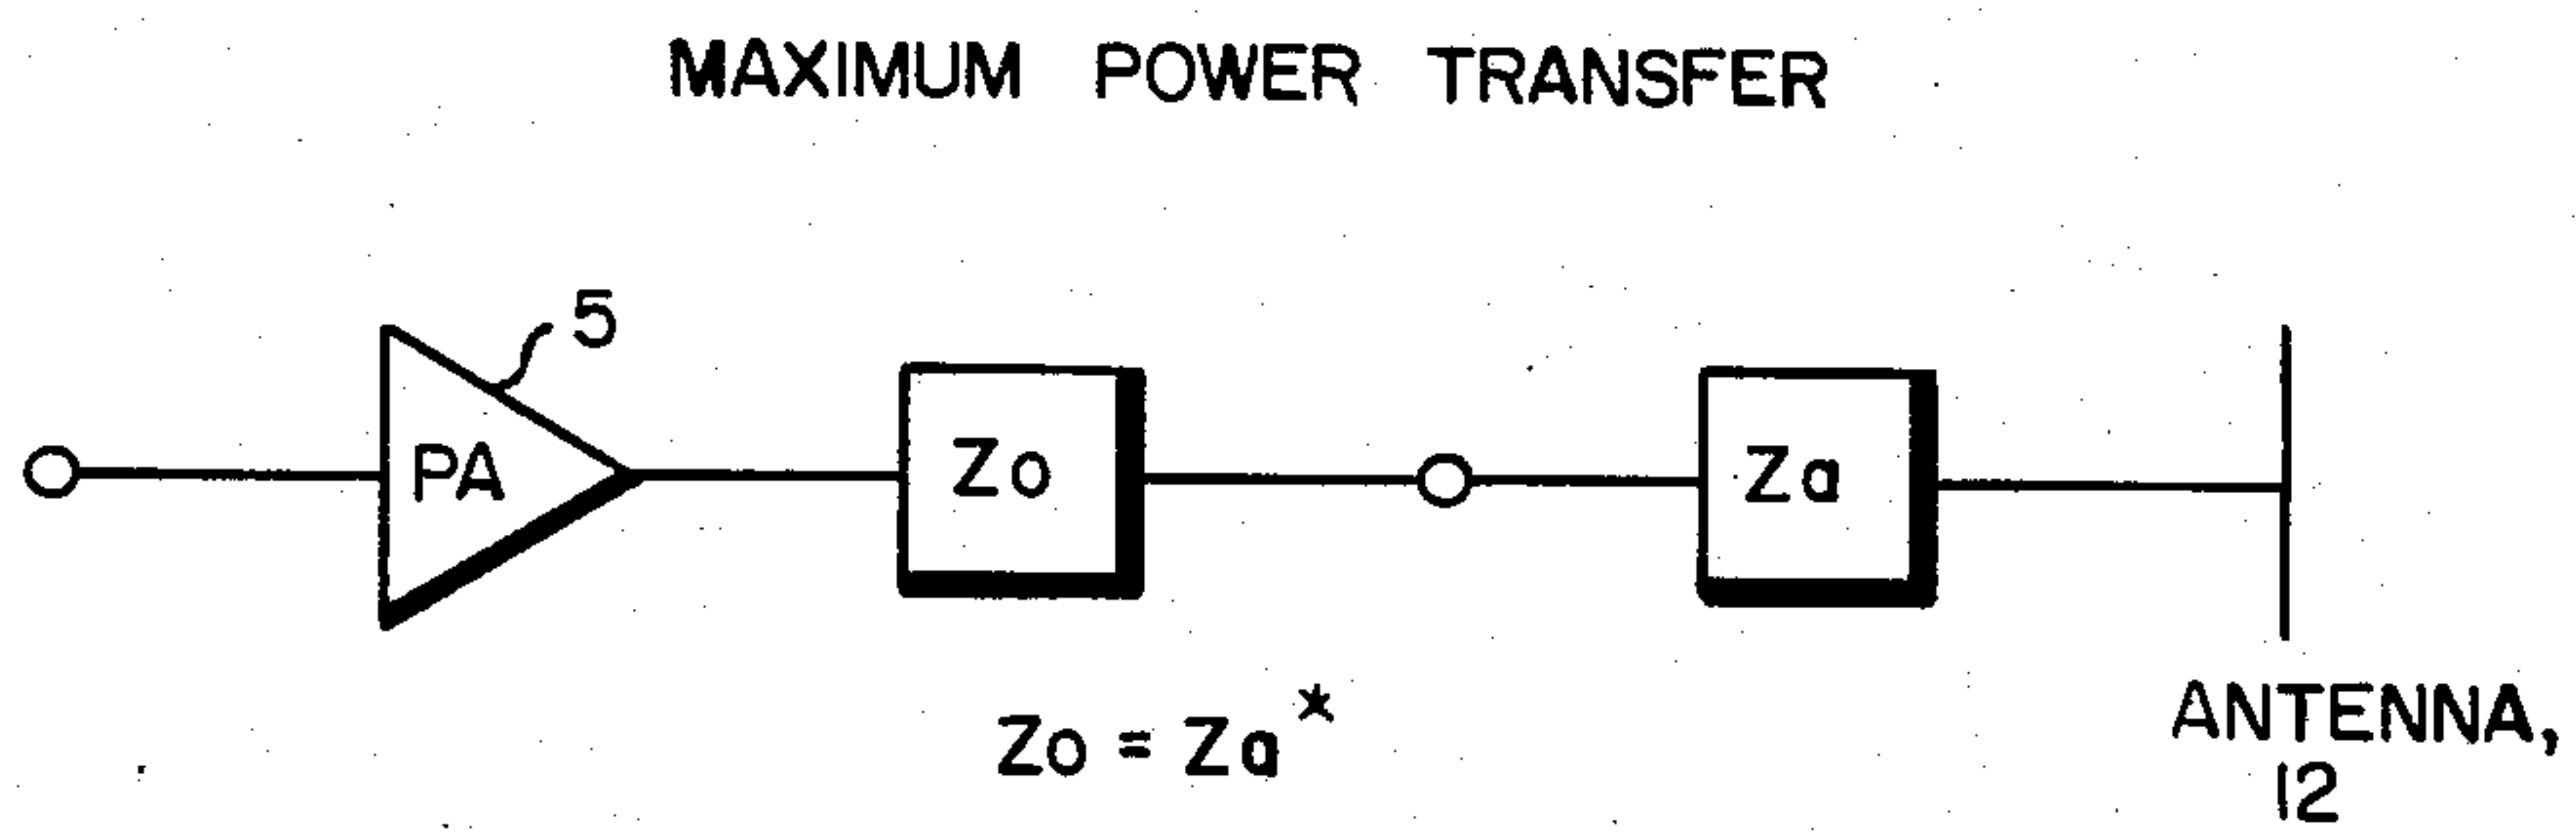 MAXIMUM POWER TRANSFER
5
PA
Zo
Za
Zo = Za*
ANTENNA,
12